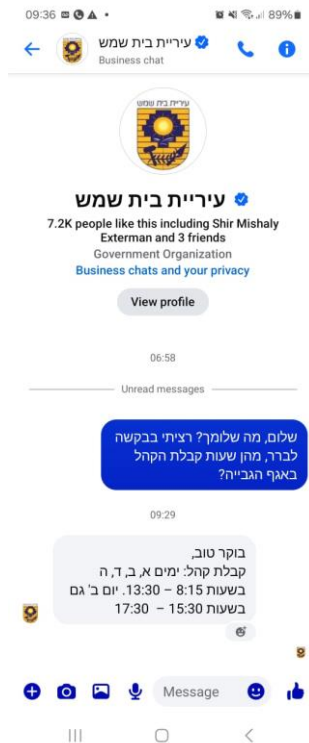 09:36
89%
עיריית בית שמש
Business chat
עיריית בית שמש
עיריית בית שמש
7.2K people like this including Shir Mishaly
Exterman and 3 friends
Government Organization
Business chats and your privacy
View profile
06:58
Unread messages
שלום, מה שלומך? רציתי בבקשה
לברר, מהן שעות קבלת הקהל
באגף הגבייה?
09:29
בוקר טוב,
קבלת קהל: ימים א, ב, ד, ה
בשעות 8:15 – 13:30. יום ב' גם
בשעות 15:30 – 17:30
Message